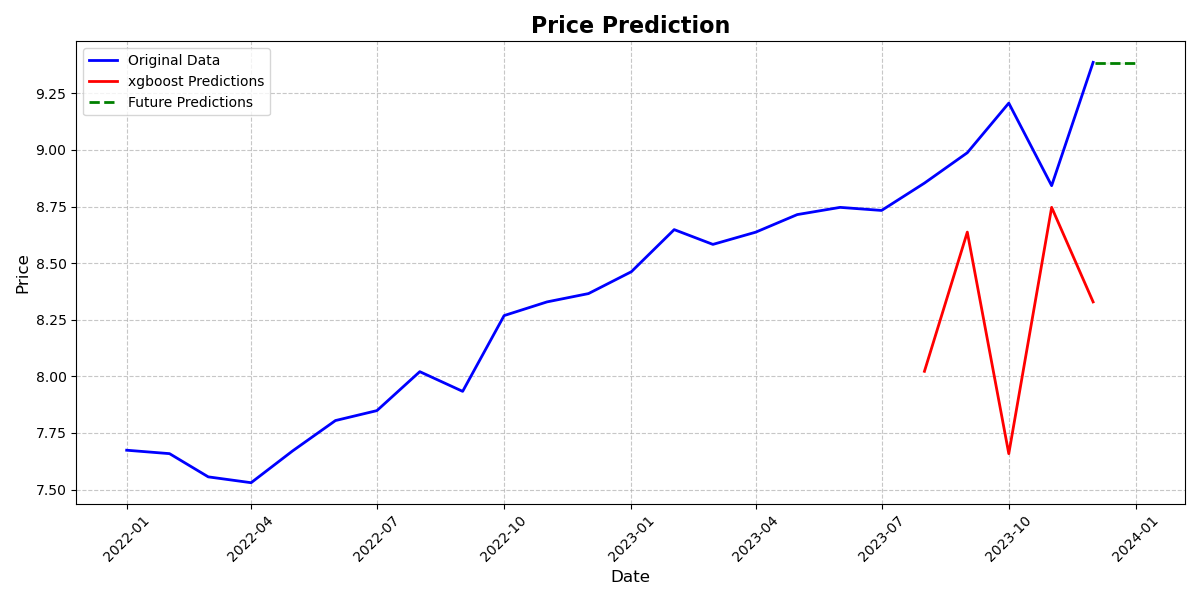 Price Prediction
Original Data
xgboost Predictions
Future Predictions
Price
9.25
9.00
8.75
8.50
8.25
8.00
7.75
7.50
2022-01
2022-04
2022-07
2022-10
2023-01
2023-04
2023-07
2023-10
2024-01
Date